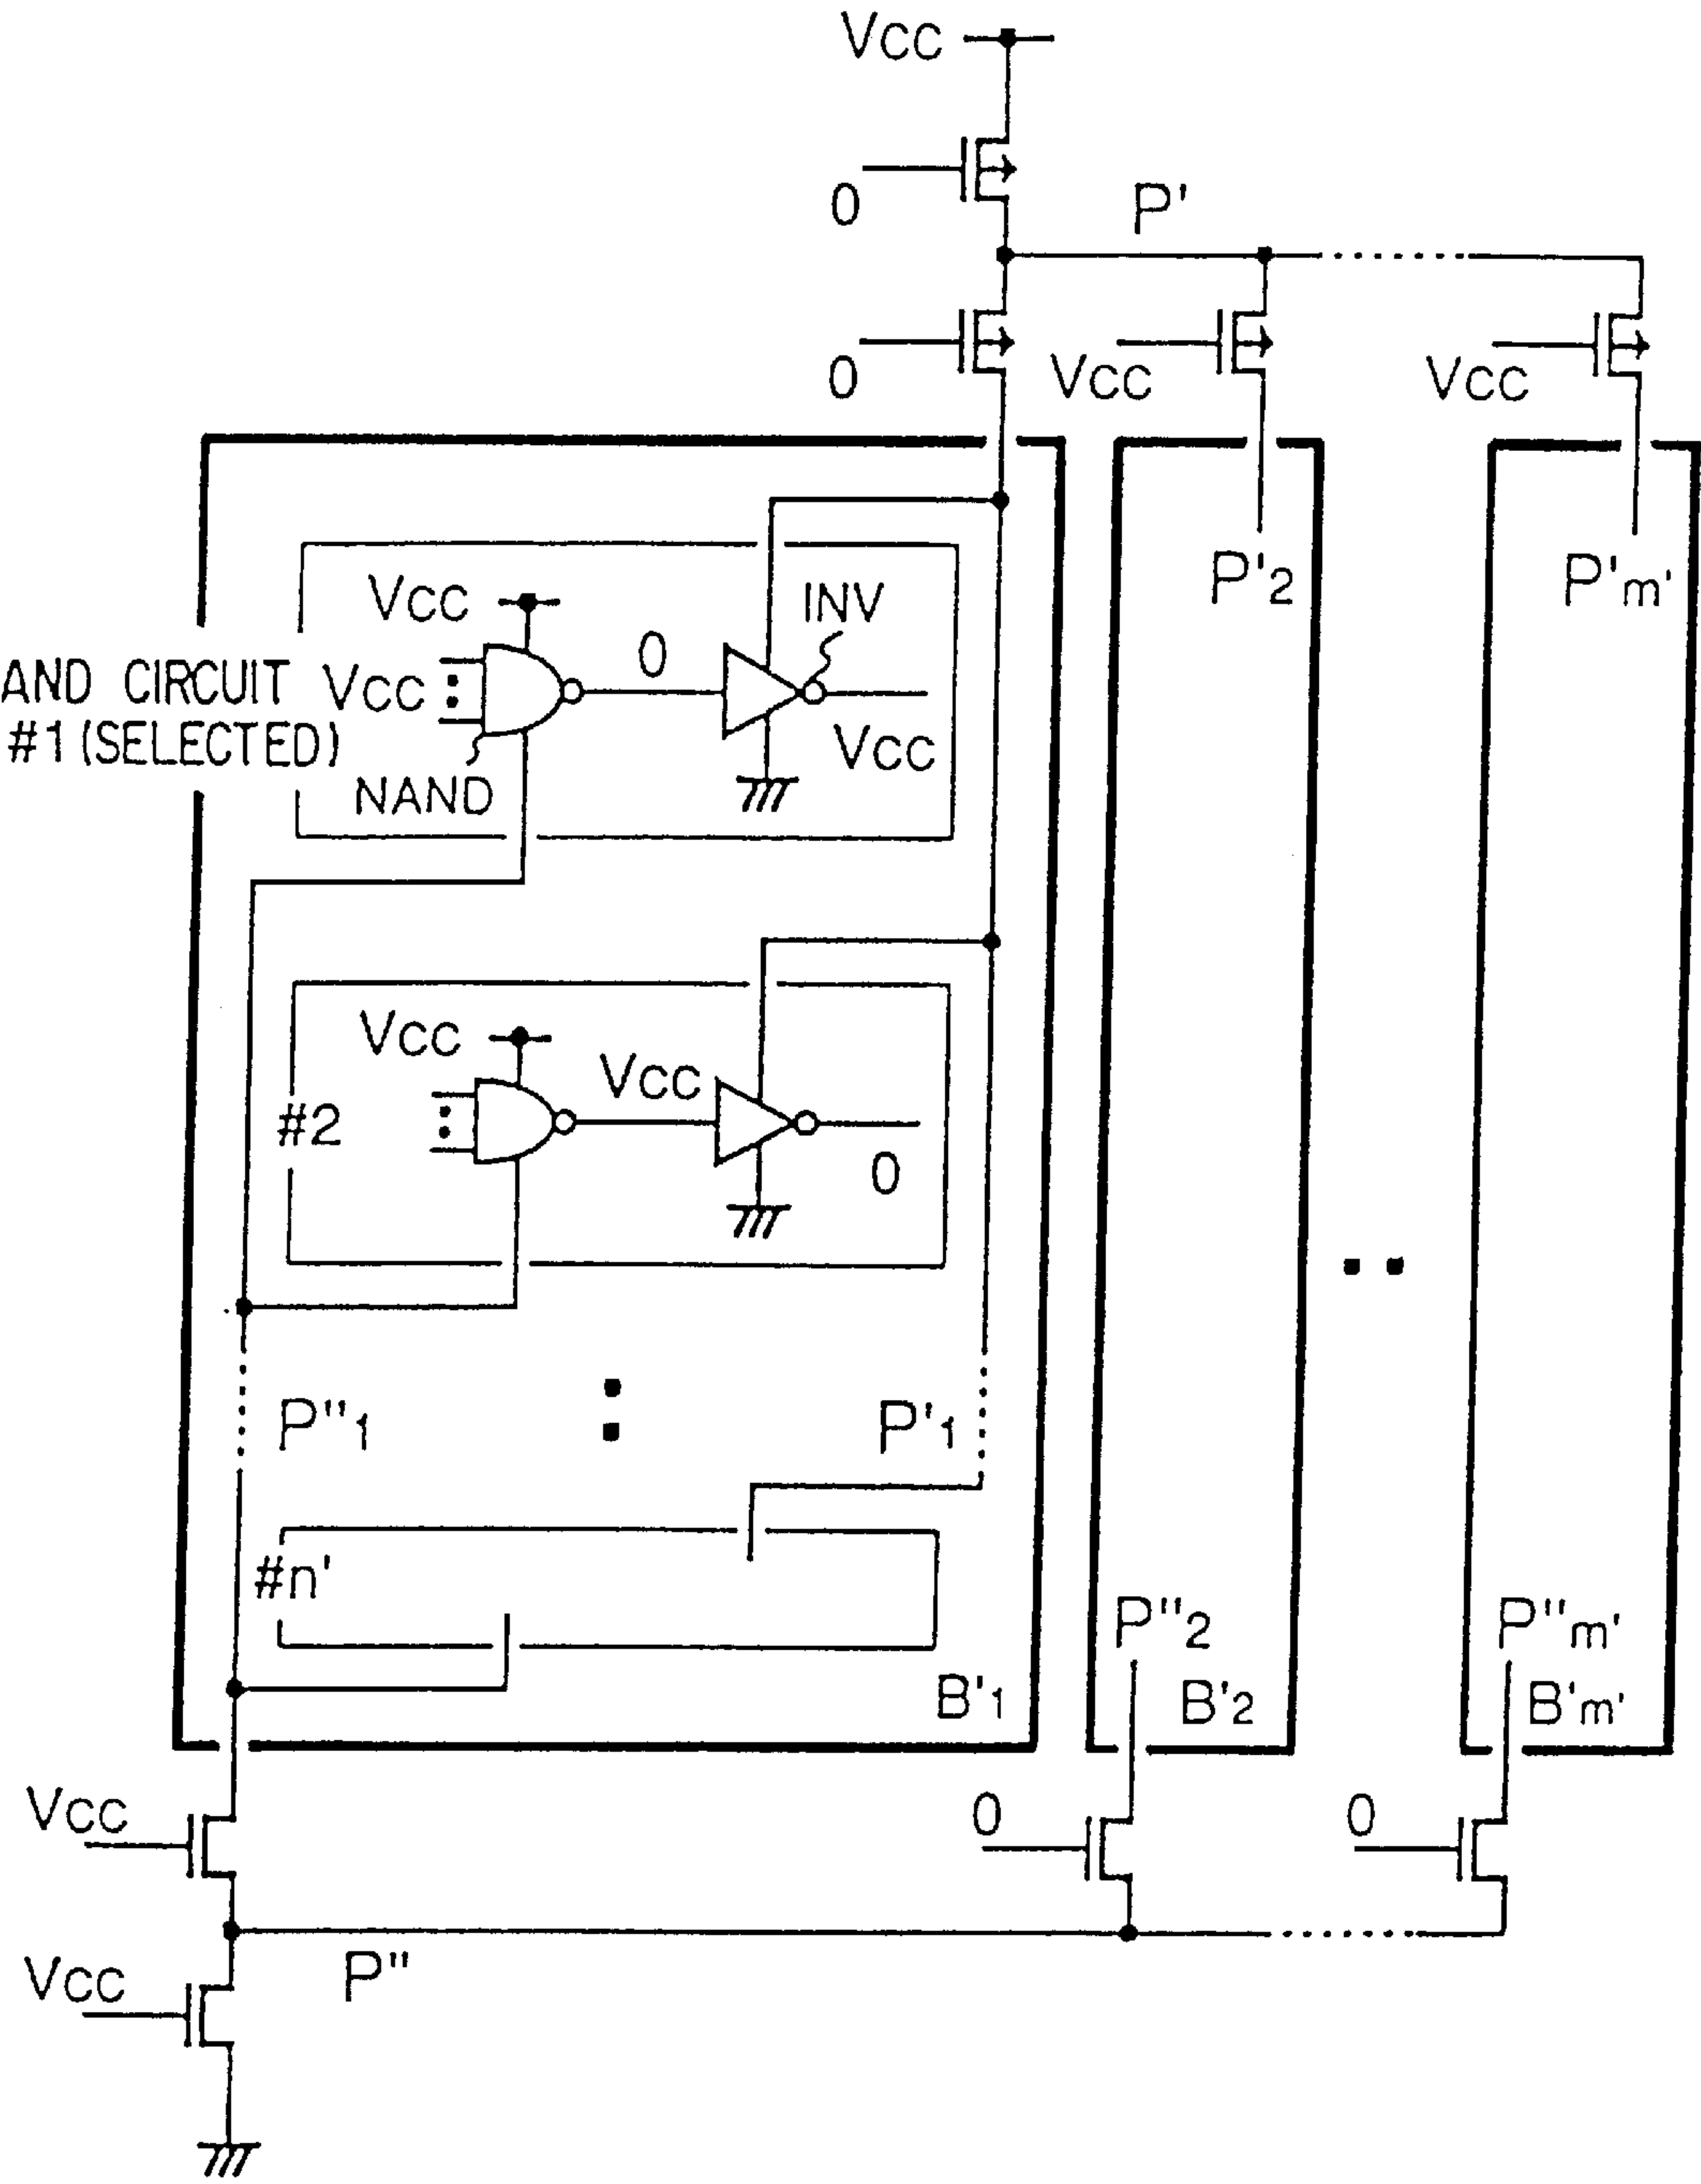 VCC
0
P'
0
VCC
VCC
P'2
P'm'
VCC
INV
0
AND CIRCUIT
#1 (SELECTED)
VCC
VCC
NAND
VCC
VCC
#2
0
P"1
P'1
#n'
P"2
P"m'
B'1
B'2
B'm'
VCC
0
0
VCC
P"